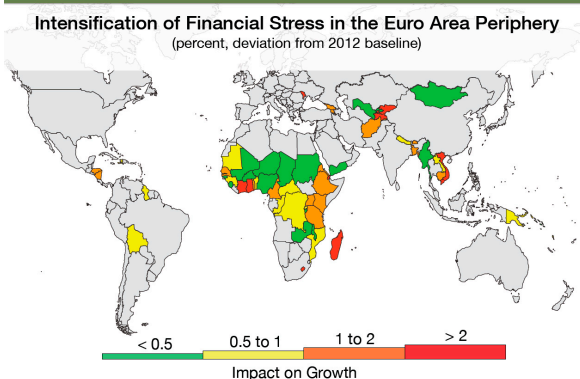 Intensification of Financial Stress in the Euro Area Periphery
(percent, deviation from 2012 baseline)
< 0.5
0.5 to 1
1 to 2
> 2
Impact on Growth